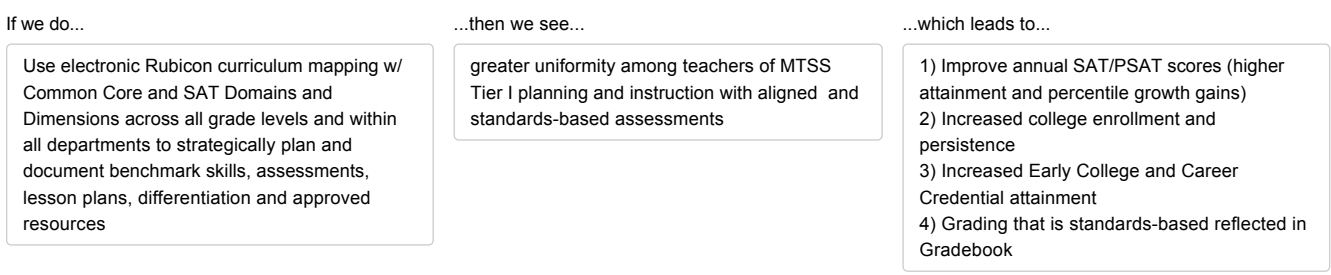 If we do...
Use electronic Rubicon curriculum mapping w/
Common Core and SAT Domains and
Dimensions across all grade levels and within
all departments to strategically plan and
document benchmark skills, assessments,
lesson plans, differentiation and approved
resources
...then we see...
greater uniformity among teachers of MTSS
Tier I planning and instruction with aligned  and
standards-based assessments
...which leads to...
1) Improve annual SAT/PSAT scores (higher
attainment and percentile growth gains)
2) Increased college enrollment and
persistence
3) Increased Early College and Career
Credential attainment
4) Grading that is standards-based reflected in
Gradebook